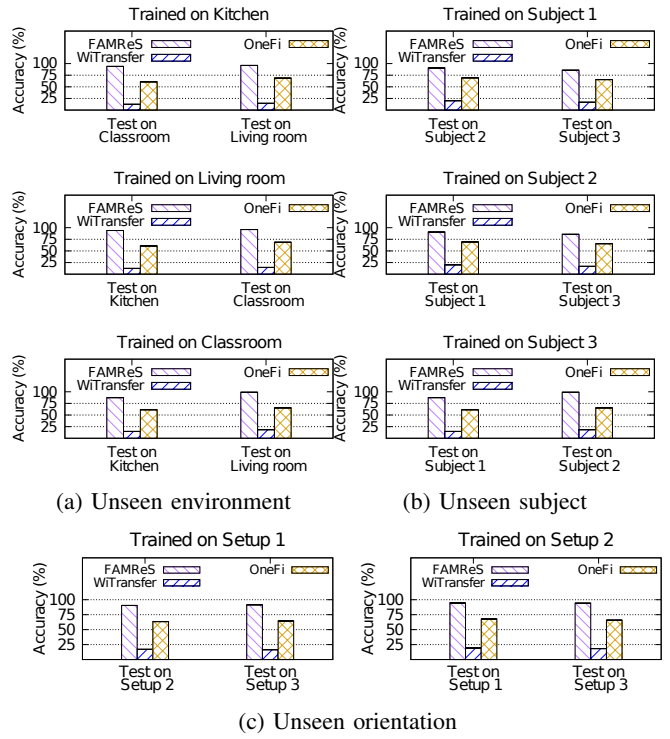 Trained on Kitchen
Accuracy (%)
100
75
50
25
FAMReS
WiTransfer
OneFi
Test on
Classroom
Test on
Living room
Trained on Subject 1
Accuracy (%)
100
75
50
25
FAMReS
WiTransfer
OneFi
Test on
Subject 2
Test on
Subject 3
Trained on Living room
Accuracy (%)
100
75
50
25
FAMReS
WiTransfer
OneFi
Test on
Kitchen
Test on
Classroom
Trained on Subject 2
Accuracy (%)
100
75
50
25
FAMReS
WiTransfer
OneFi
Test on
Subject 1
Test on
Subject 3
Trained on Classroom
Accuracy (%)
100
75
50
25
FAMReS
WiTransfer
OneFi
Test on
Kitchen
Test on
Living room
Trained on Subject 3
Accuracy (%)
100
75
50
25
FAMReS
WiTransfer
OneFi
Test on
Subject 1
Test on
Subject 2
(a) Unseen environment
(b) Unseen subject
Trained on Setup 1
Accuracy (%)
100
75
50
25
FAMReS
WiTransfer
OneFi
Test on
Setup 2
Test on
Setup 3
Trained on Setup 2
Accuracy (%)
100
75
50
25
FAMReS
WiTransfer
OneFi
Test on
Setup 1
Test on
Setup 3
(c) Unseen orientation